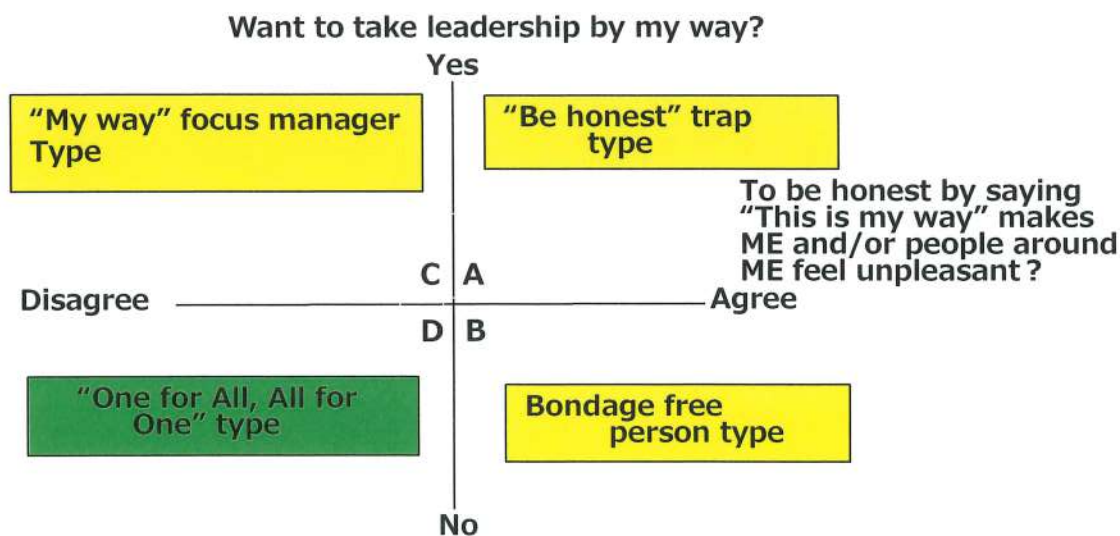 Want to take leadership by my way?
Yes
“My way” focus manager
Type
“Be honest” trap
type
To be honest by saying
“This is my way” makes
ME and/or people around
ME feel unpleasant ?
C A
Disagree
Agree
D B
“One for All, All for
One” type
Bondage free
person type
No